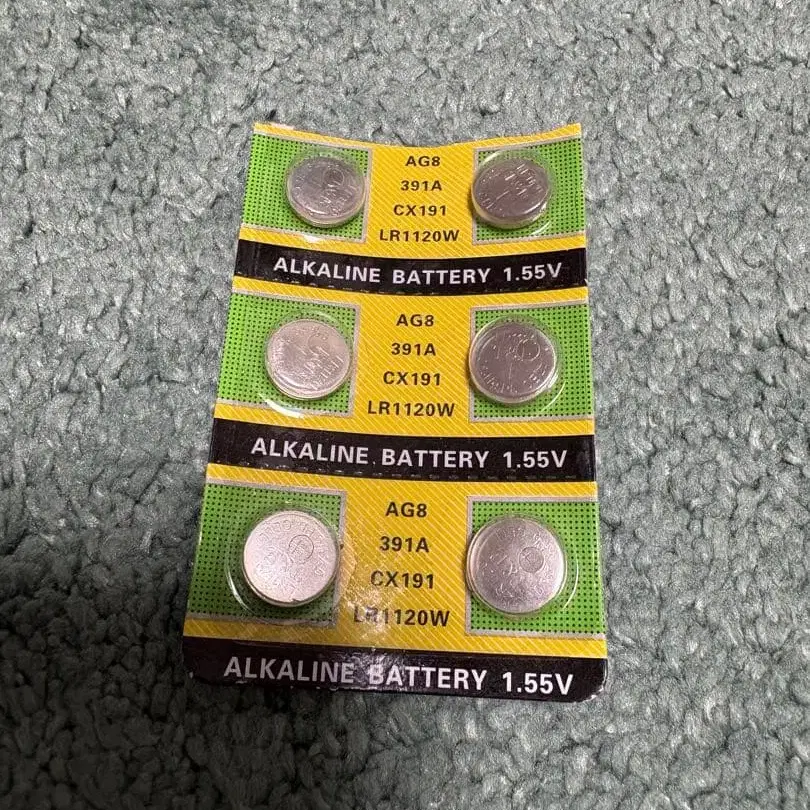 AG8
391A
CX191
LR1120W
ALKALINE BATTERY 1.55V
AG8
391A
CX191
LR1120W
ALKALINE BATTERY 1.55V
AG8
391A
CX191
LR1120W
ALKALINE BATTERY 1.55V